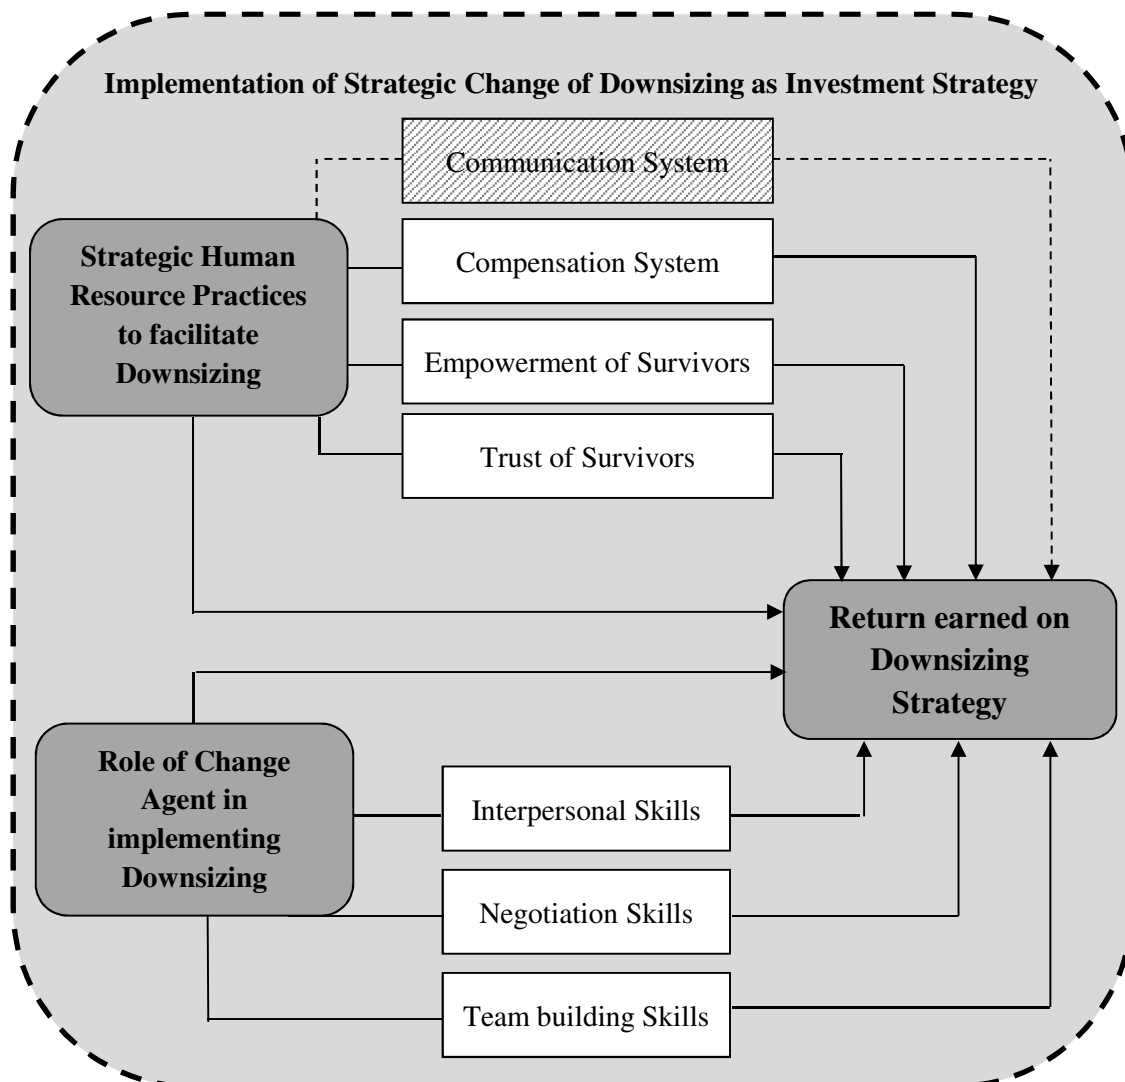 Implementation of Strategic Change of Downsizing as Investment Strategy
Communication System
Strategic Human
Resource Practices
to facilitate
Downsizing
Compensation System
Empowerment of Survivors
Trust of Survivors
Return earned on
Downsizing
Strategy
Role of Change
Agent in
implementing
Downsizing
Interpersonal Skills
Negotiation Skills
Team building Skills